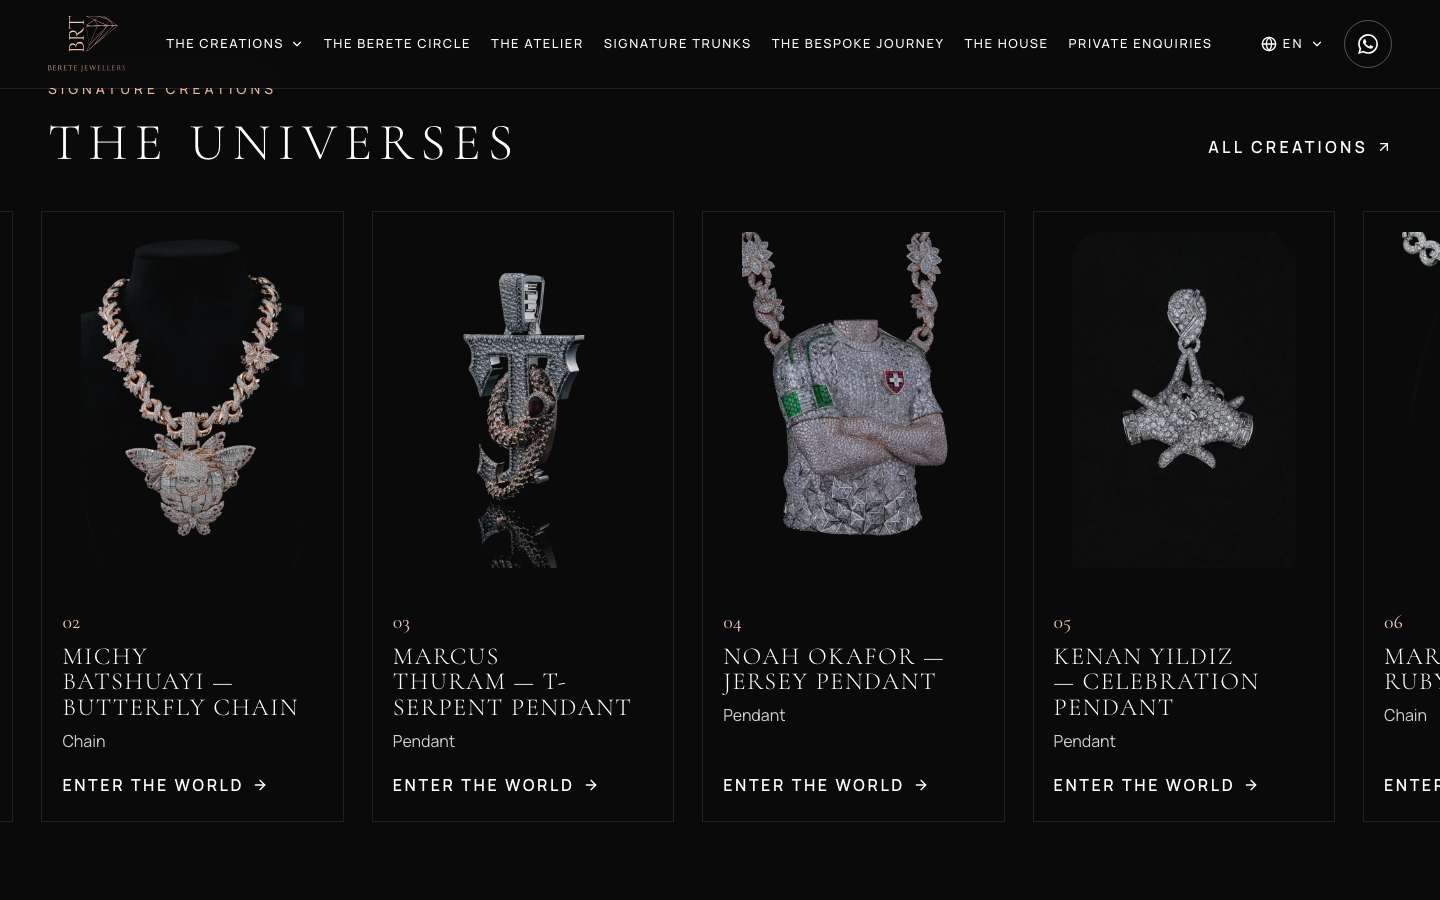 BRT
BERETE JEWELLERS
THE CREATIONS
THE BERETE CIRCLE
THE ATELIER
SIGNATURE TRUNKS
THE BESPOKE JOURNEY
THE HOUSE
PRIVATE ENQUIRIES
EN
SIGNATURE CREATIONS
THE UNIVERSES
ALL CREATIONS
02
MICHY
BATSHUAYI —
BUTTERFLY CHAIN
Chain
ENTER THE WORLD
03
MARCUS
THURAM — T-
SERPENT PENDANT
Pendant
ENTER THE WORLD
04
NOAH OKAFOR —
JERSEY PENDANT
Pendant
ENTER THE WORLD
05
KENAN YILDIZ
— CELEBRATION
PENDANT
Pendant
ENTER THE WORLD
06
MAR
RUBY
Chain
ENTER